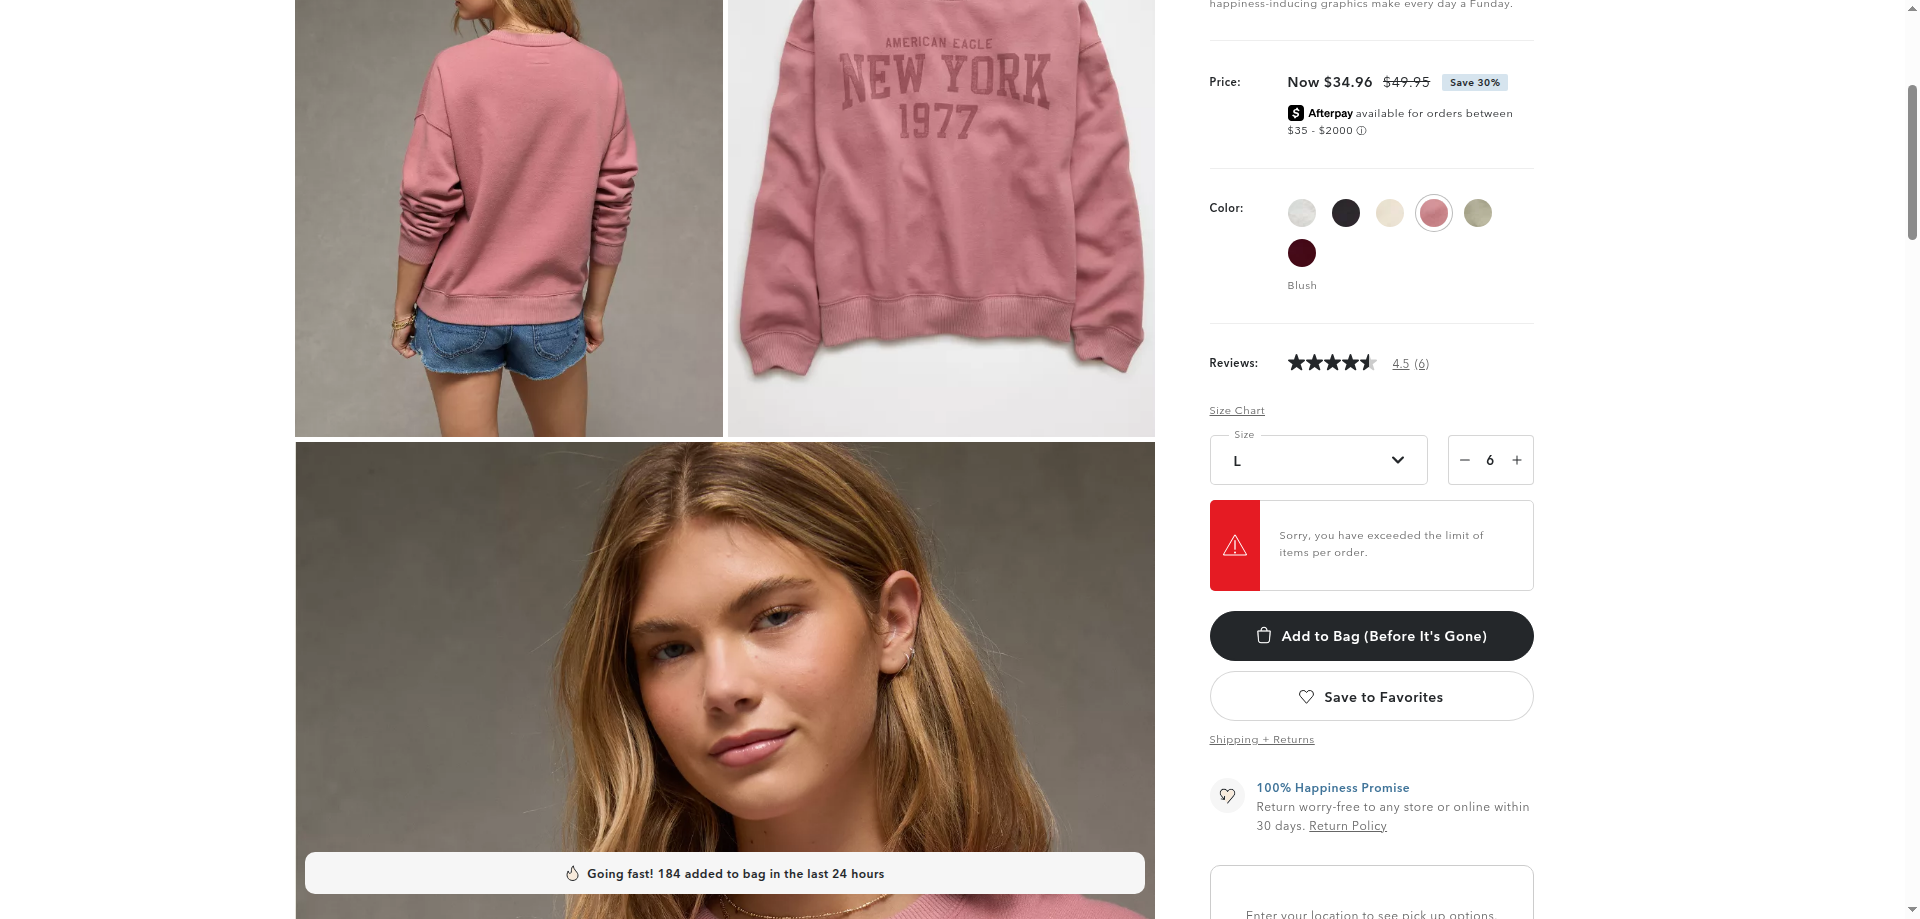 AMERICAN EAGLE
NEW YORK
1977
happiness-inducing graphics make every day a Funday.
Price:
Now $34.96 $49.95 Save 30%
Afterpay available for orders between
$35 - $2000 ⓘ
Color:
Blush
Reviews:
4.5 (6)
Size Chart
Size
L
− 6 +
Sorry, you have exceeded the limit of
items per order.
Add to Bag (Before It's Gone)
Save to Favorites
Shipping + Returns
100% Happiness Promise
Return worry-free to any store or online within
30 days. Return Policy
Going fast! 184 added to bag in the last 24 hours
Enter your location to see pick up options